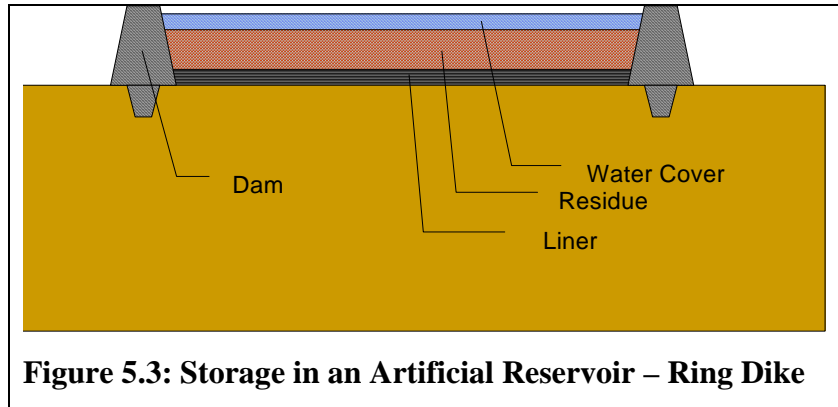 Water Cover
Dam
Residue
Liner
Figure 5.3: Storage in an Artificial Reservoir – Ring Dike